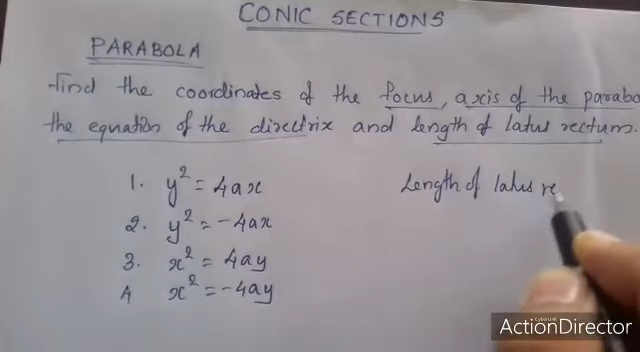 CONIC SECTIONS
PARABOLA
Find the coordinates of the focus, axis of the parabo
the equation of the directrix and length of latus rectum.
1. y² = 4ax
Length of latus re
2. y² = -4ax
3. x² = 4ay
4 x² = -4ay
CyberLink
ActionDirector